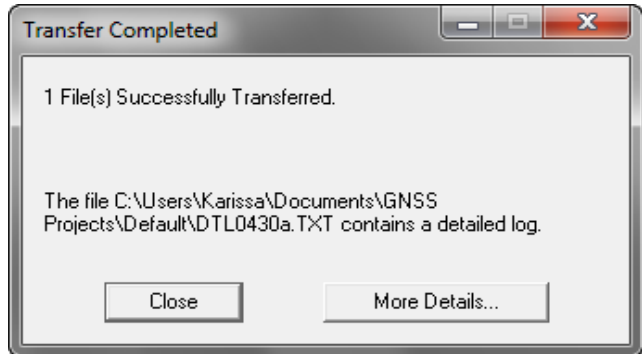 Transfer Completed
1 File(s) Successfully Transferred.
The file C:\Users\Karissa\Documents\GNSS
Projects\Default\DTL0430a.TXT contains a detailed log.
Close
More Details...